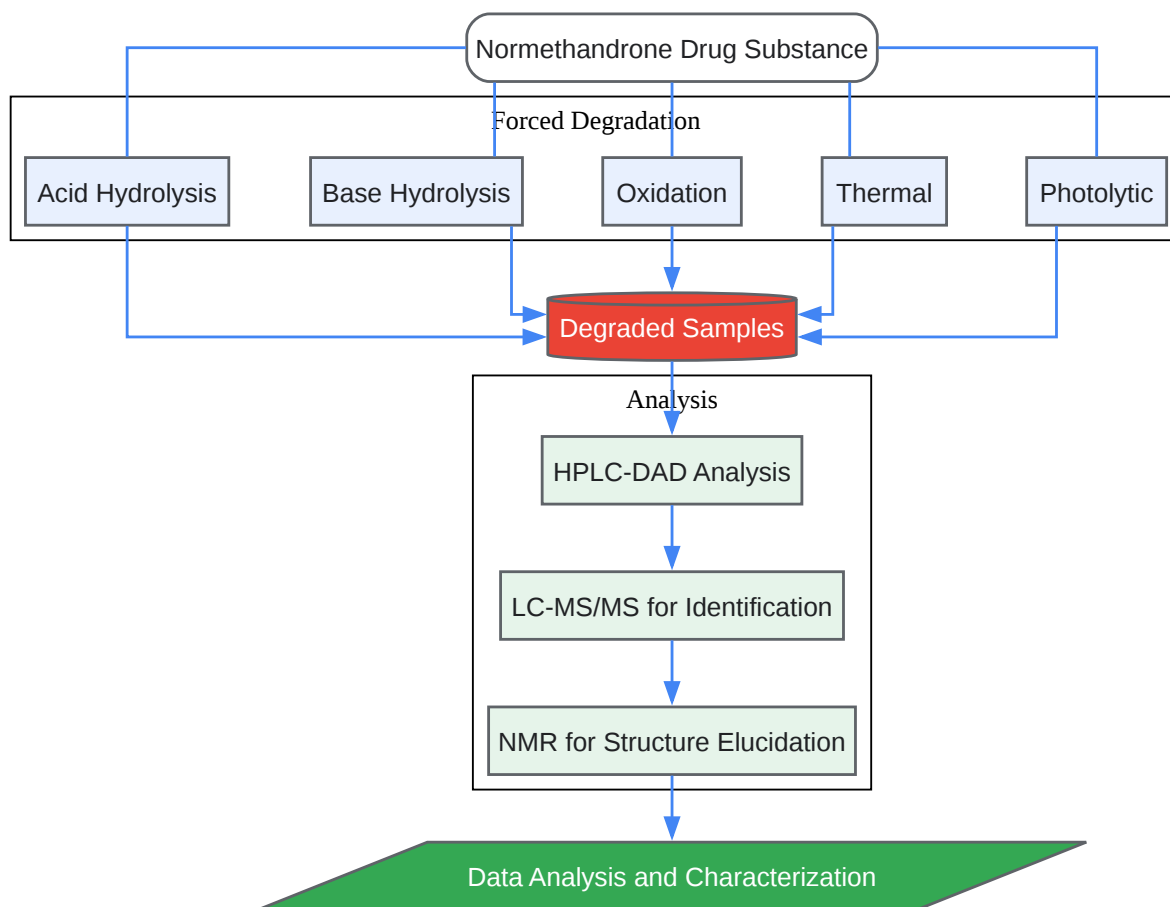 Normethandrone Drug Substance
Forced Degradation
Acid Hydrolysis
Base Hydrolysis
Oxidation
Thermal
Photolytic
Degraded Samples
Analysis
HPLC-DAD Analysis
LC-MS/MS for Identification
NMR for Structure Elucidation
Data Analysis and Characterization